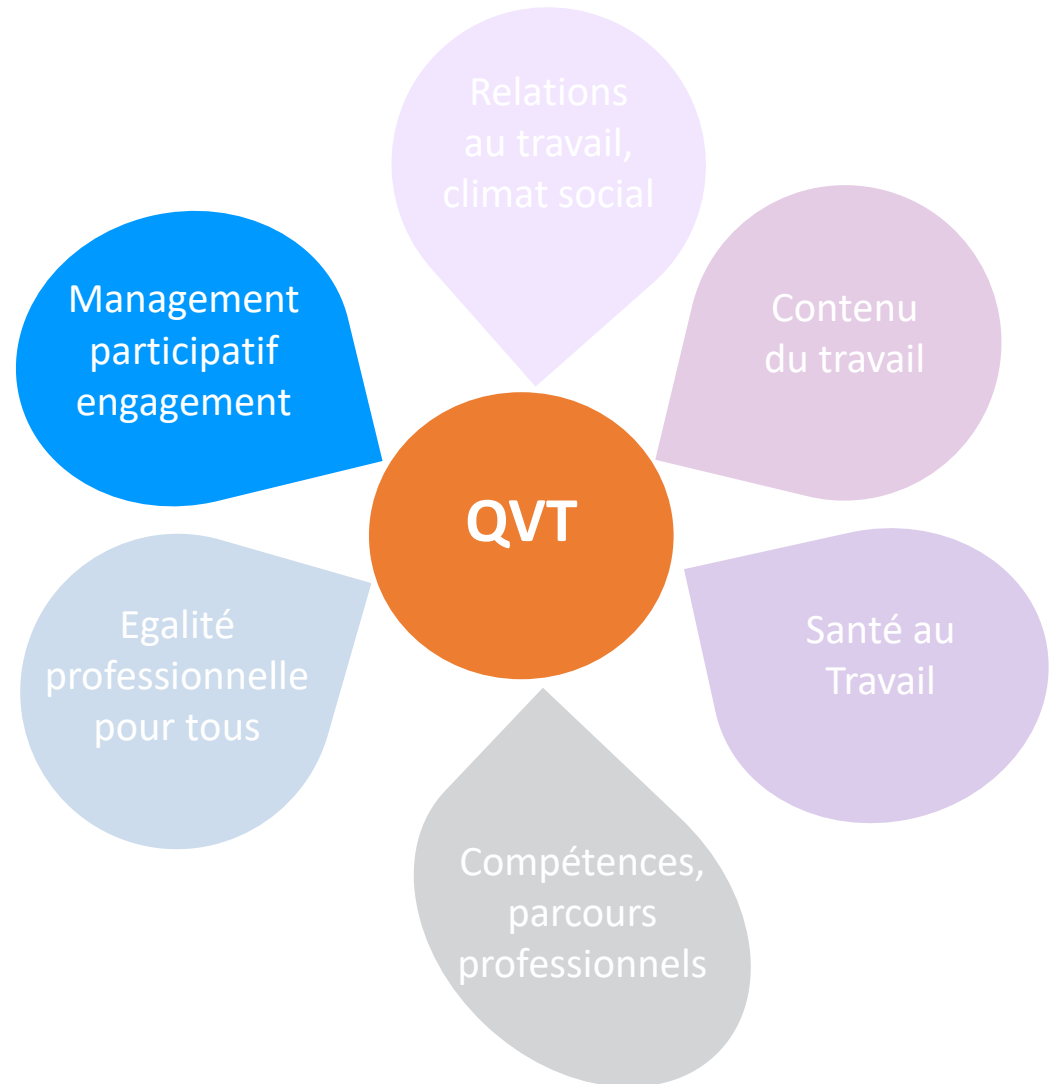 Relations
au travail,
climat social
Contenu
du travail
Santé au
Travail
Compétences,
parcours
professionnels
Egalité
professionnelle
pour tous
Management
participatif
engagement
QVT